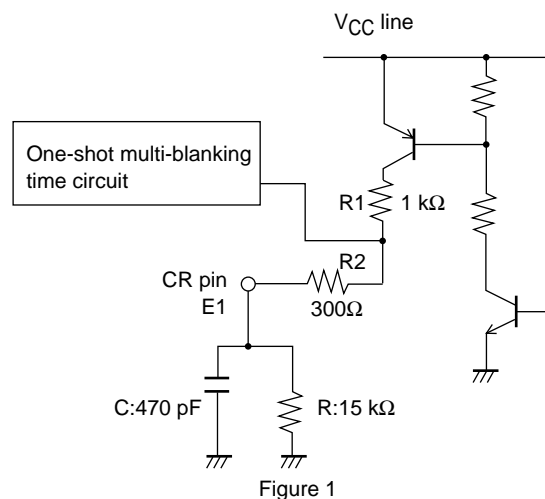 V_CC line
One-shot multi-blanking
time circuit
R1 1 kΩ
R2
CR pin
E1
300Ω
C:470 pF
R:15 kΩ
Figure 1